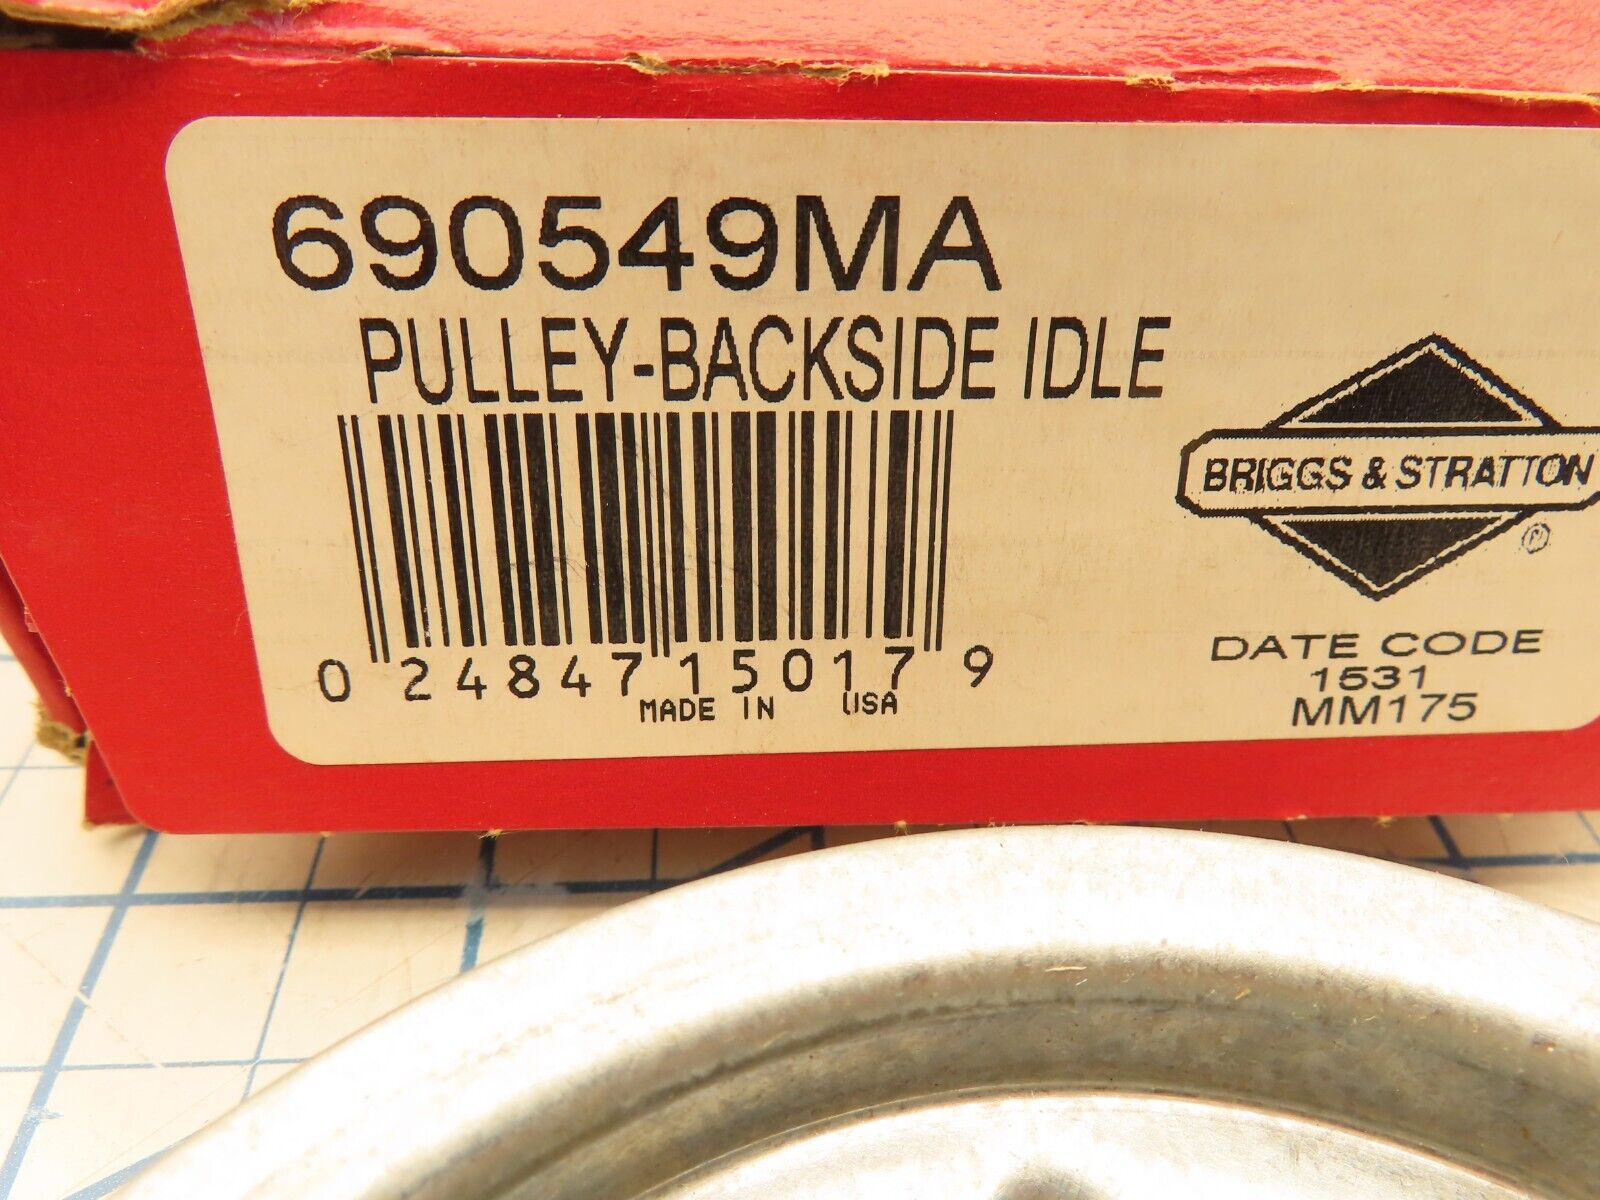 690549MA
PULLEY-BACKSIDE IDLE
BRIGGS & STRATTON
®
0 24847 15017 9
MADE IN USA
DATE CODE
1531
MM175